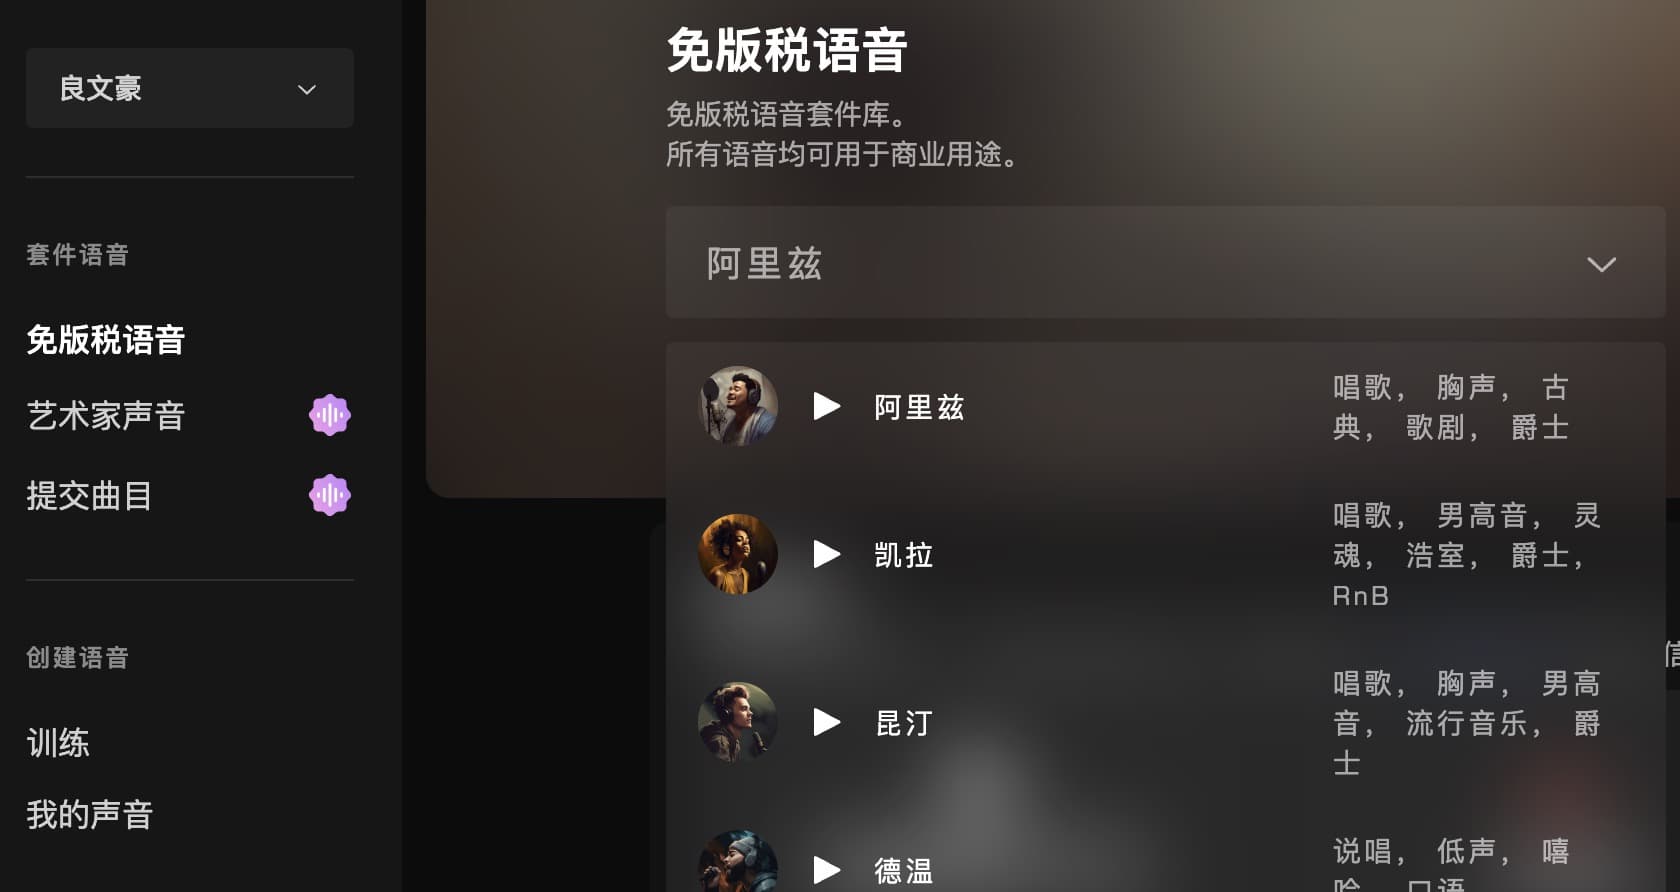 良文豪
套件语音
免版税语音
艺术家声音
提交曲目
创建语音
训练
我的声音
免版税语音
免版税语音套件库。
所有语音均可用于商业用途。
阿里兹
阿里兹
唱歌， 胸声， 古
典， 歌剧， 爵士
凯拉
唱歌， 男高音， 灵
魂， 浩室， 爵士，
RnB
昆汀
唱歌， 胸声， 男高
音， 流行音乐， 爵
士
德温
说唱， 低声， 嘻